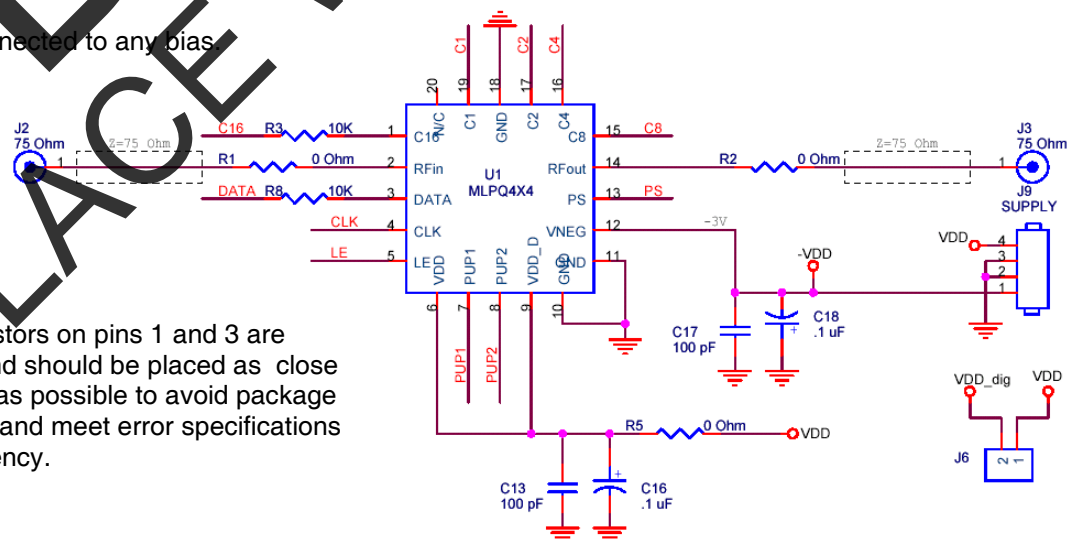 nnected to any bias.
LACE
C1
C2
C4
20
19
18
17
16
N/C
C1
GND
C2
C4
J2
75 Ohm
1
Z=75 Ohm
C16
R3
10K
1
C16
R1
0 Ohm
2
RFin
DATA
R8
10K
3
DATA
CLK
4
CLK
LE
5
LE
U1
MLPQ4X4
C8
15
C8
RFout
14
R2
0 Ohm
Z=75 Ohm
1
J3
75 Ohm
PS
13
PS
VNEG
12
-3V
GND
11
VDD
PUP1
PUP2
VDD_D
GND
6
7
8
9
10
PUP1
PUP2
J9
SUPPLY
VDD
4
3
2
1
-VDD
C17
100 pF
C18
.1 uF
+
stors on pins 1 and 3 are
nd should be placed as close
as possible to avoid package
and meet error specifications
ency.
R5
0 Ohm
VDD
C13
100 pF
+
C16
.1 uF
VDD_dig
VDD
J6
2
1